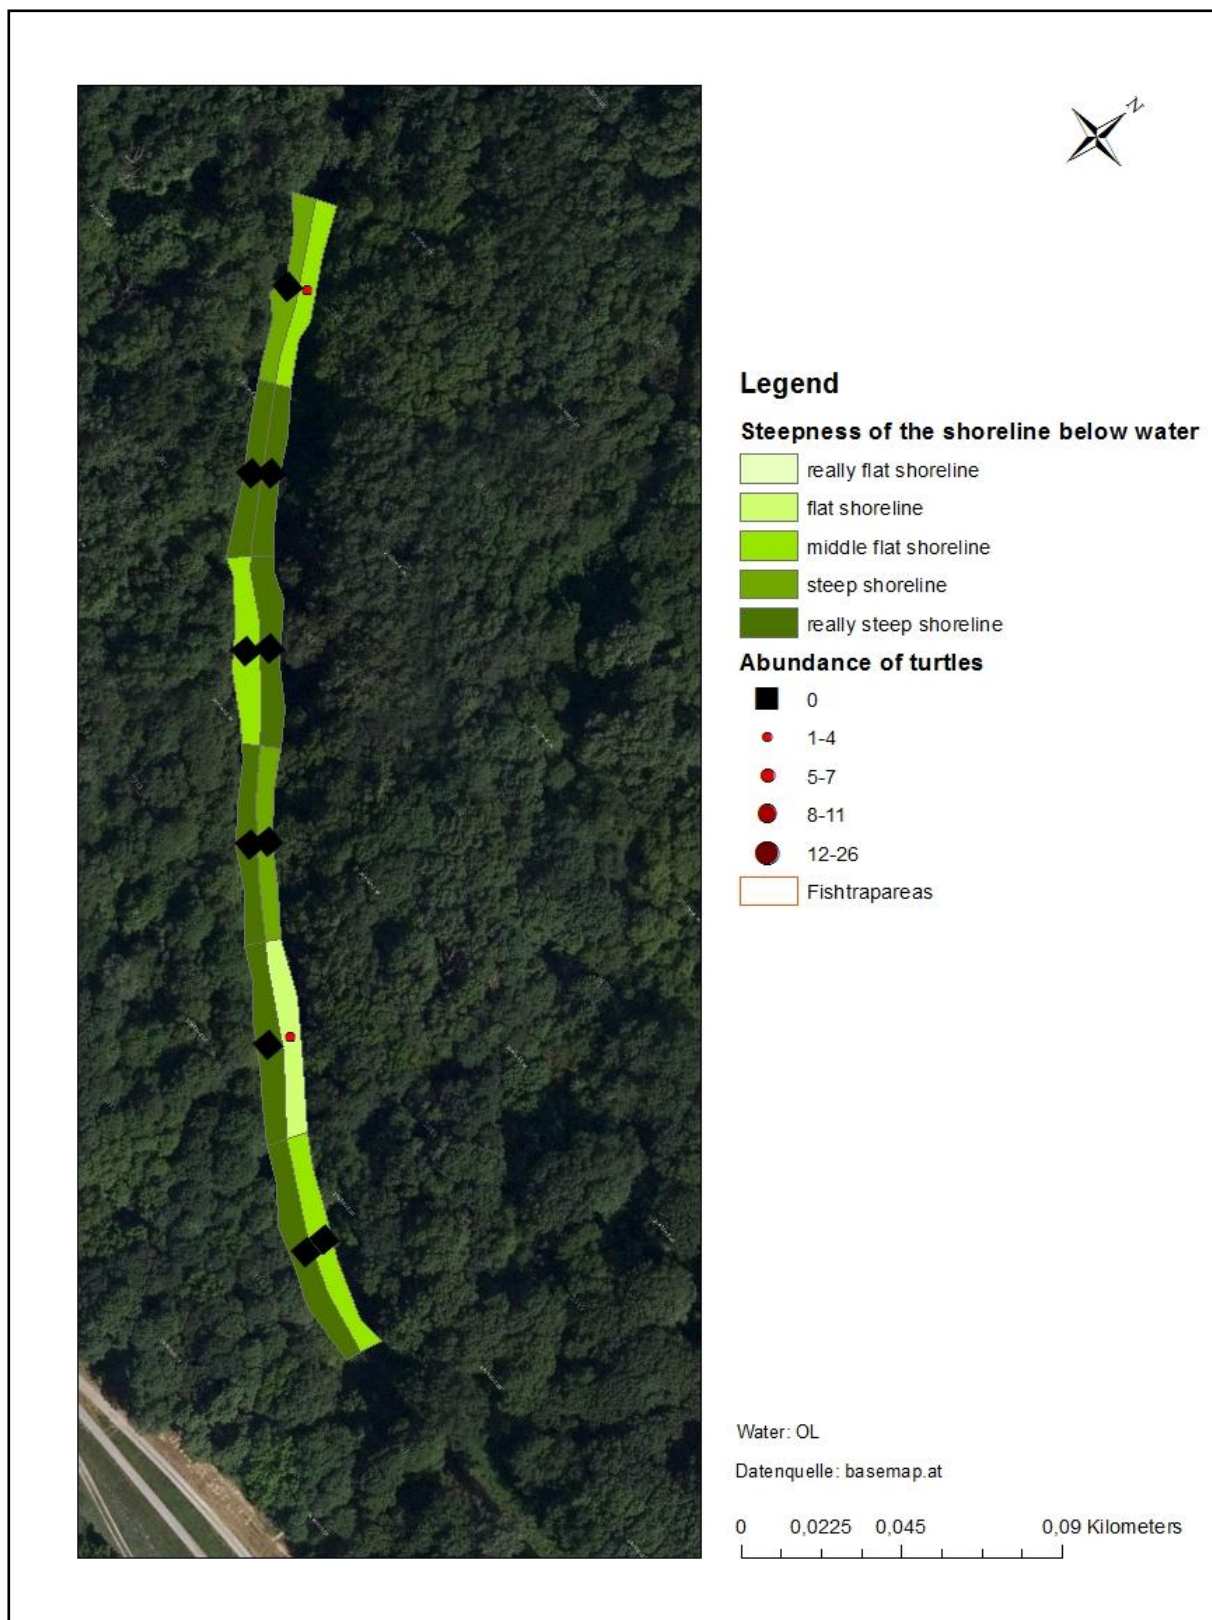 N
Legend
Steepness of the shoreline below water
really flat shoreline
flat shoreline
middle flat shoreline
steep shoreline
really steep shoreline
Abundance of turtles
0
1-4
5-7
8-11
12-26
Fishtrapareas
Water: OL
Datenquelle: basemap.at
0 0,0225 0,045 0,09 Kilometers